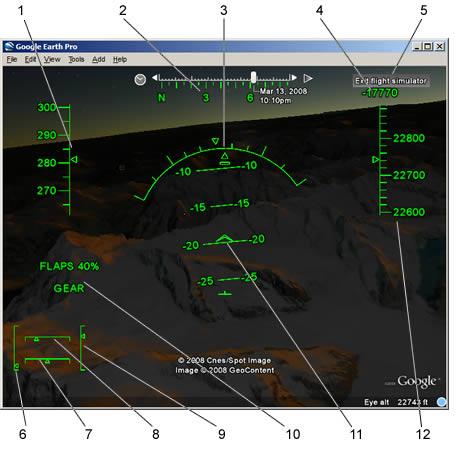 1 2 3 4 5
Google Earth Pro
File Edit View Tools Add Help
Exit flight simulator
N 3 6
Mar 13, 2008
10:10pm
-17770
300
290
285
280
270
265
-10 -10
-15 -15
-20 -20
-25 -25
22800
22740
22700
22600
FLAPS 40%
GEAR
© 2008 Cnes/Spot Image
Image © 2008 GeoContent
Google
Eye alt 22743 ft
6 7 8 9 10 11 12